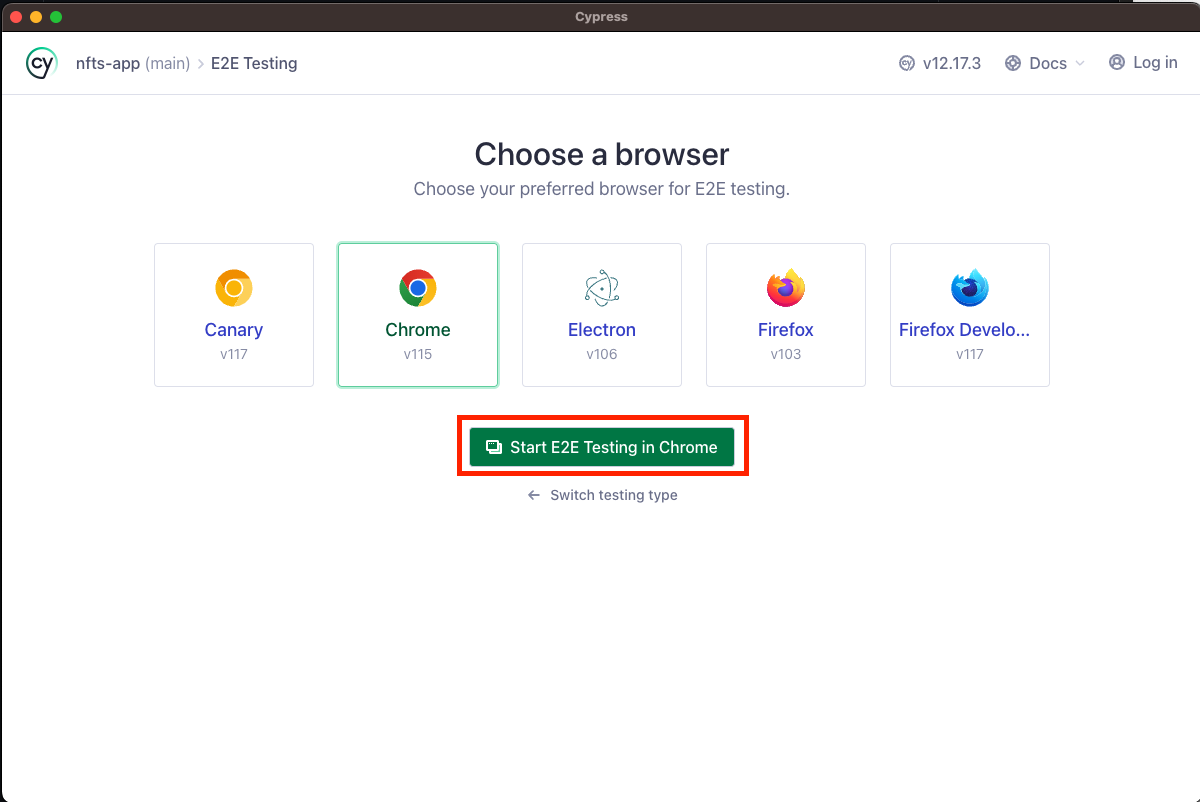 Cypress
cy nfts-app (main) > E2E Testing
cy v12.17.3 Docs Log in
Choose a browser
Choose your preferred browser for E2E testing.
Canary
v117
Chrome
v115
Electron
v106
Firefox
v103
Firefox Develo...
v117
Start E2E Testing in Chrome
← Switch testing type